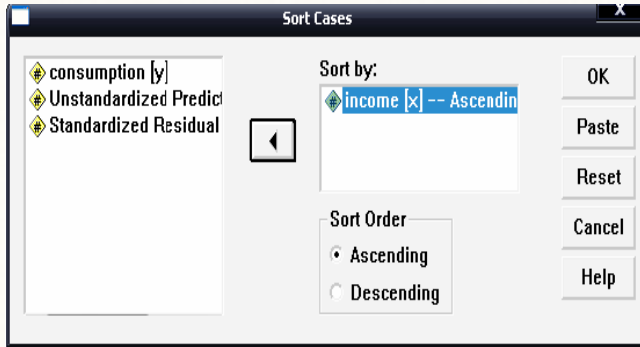 Sort Cases
X
consumption [y]
Unstandardized Predict
Standardized Residual
Sort by:
income [x] -- Ascendin
Sort Order
Ascending
Descending
OK
Paste
Reset
Cancel
Help